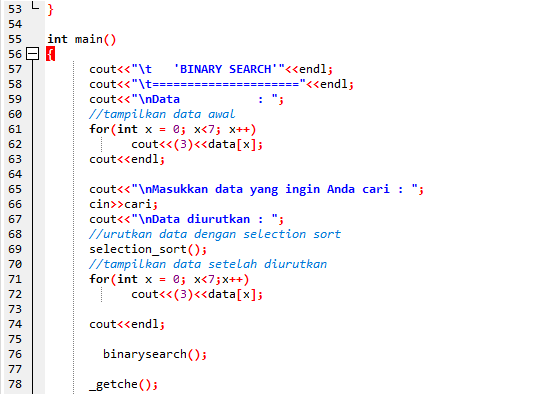 53 }
54
55 int main()
56 {
57 cout<<"\t   'BINARY SEARCH'"<<endl;
58 cout<<"\t====================="<<endl;
59 cout<<"\nData           : ";
60 //tampilkan data awal
61 for(int x = 0; x<7; x++)
62 cout<<(3)<<data[x];
63 cout<<endl;
64
65 cout<<"\nMasukkan data yang ingin Anda cari : ";
66 cin>>cari;
67 cout<<"\nData diurutkan : ";
68 //urutkan data dengan selection sort
69 selection_sort();
70 //tampilkan data setelah diurutkan
71 for(int x = 0; x<7;x++)
72 cout<<(3)<<data[x];
73
74 cout<<endl;
75
76 binarysearch();
77
78 _getche();